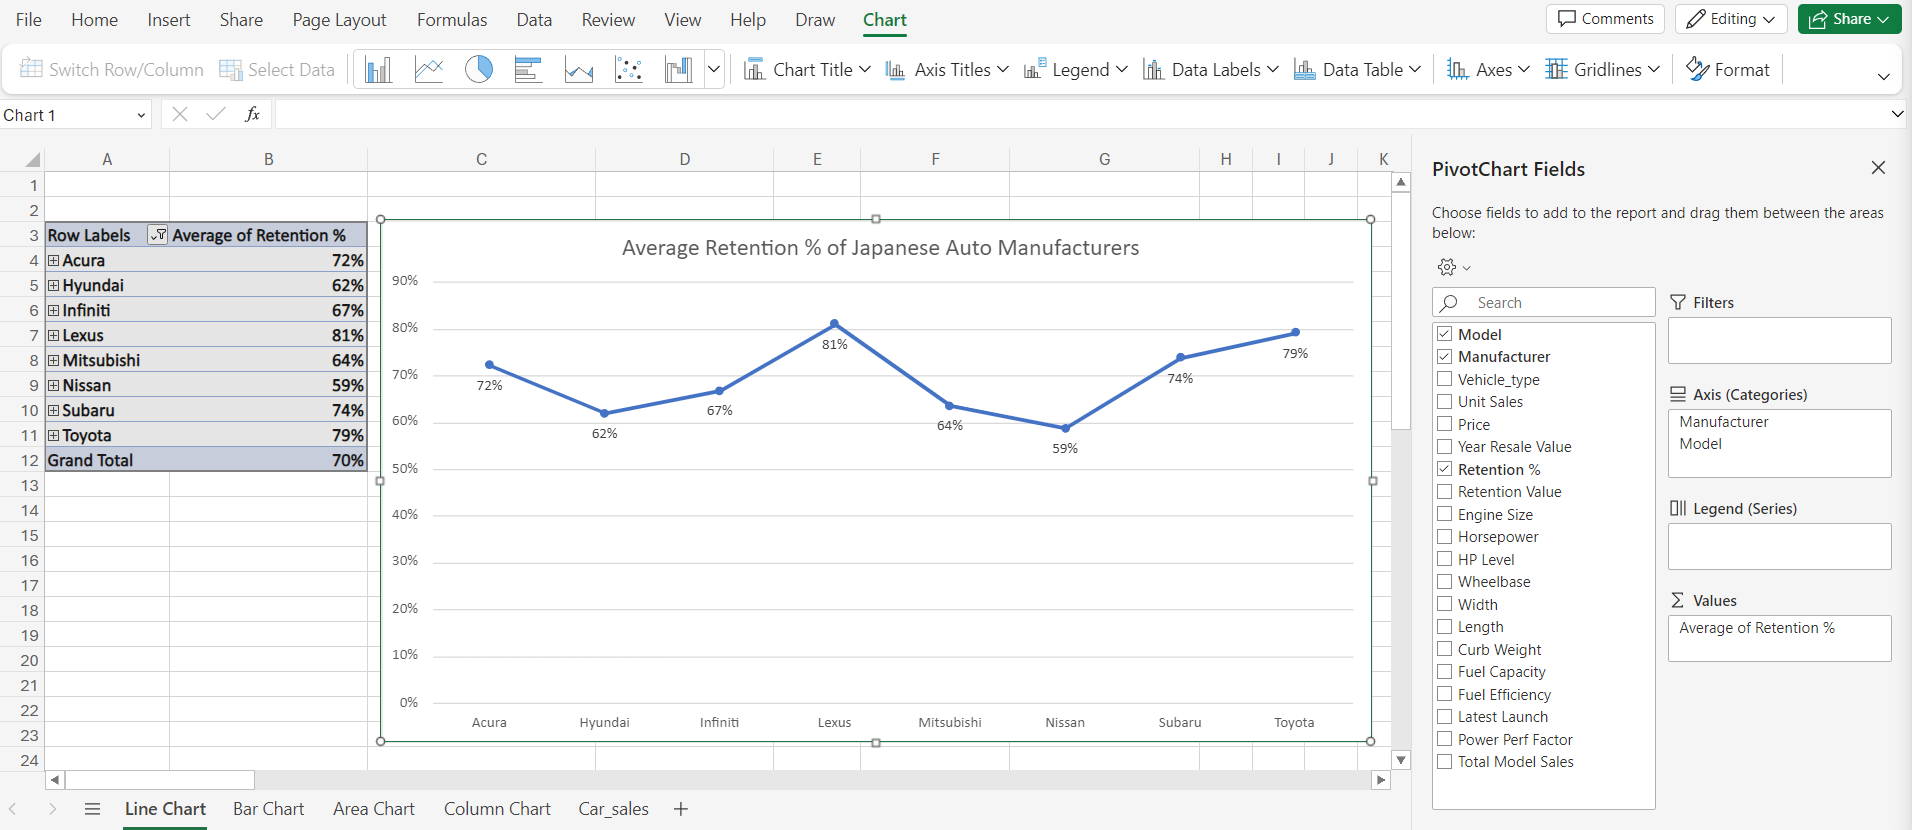 File Home Insert Share Page Layout Formulas Data Review View Help Draw Chart Comments Editing Share
Switch Row/Column Select Data Chart Title Axis Titles Legend Data Labels Data Table Axes Gridlines Format
Chart 1 fx
A B C D E F G H I J K
1
2
3 Row Labels Average of Retention %
4 Acura 72%
5 Hyundai 62%
6 Infiniti 67%
7 Lexus 81%
8 Mitsubishi 64%
9 Nissan 59%
10 Subaru 74%
11 Toyota 79%
12 Grand Total 70%
13
14
15
16
17
18
19
20
21
22
23
24
Average Retention % of Japanese Auto Manufacturers
90%
80%
70%
60%
50%
40%
30%
20%
10%
0%
72% 62% 67% 81% 64% 59% 74% 79%
Acura Hyundai Infiniti Lexus Mitsubishi Nissan Subaru Toyota
PivotChart Fields
Choose fields to add to the report and drag them between the areas
below:
Search
Model
Manufacturer
Vehicle_type
Unit Sales
Price
Year Resale Value
Retention %
Retention Value
Engine Size
Horsepower
HP Level
Wheelbase
Width
Length
Curb Weight
Fuel Capacity
Fuel Efficiency
Latest Launch
Power Perf Factor
Total Model Sales
Filters
Axis (Categories)
Manufacturer
Model
Legend (Series)
Σ Values
Average of Retention %
Line Chart Bar Chart Area Chart Column Chart Car_sales